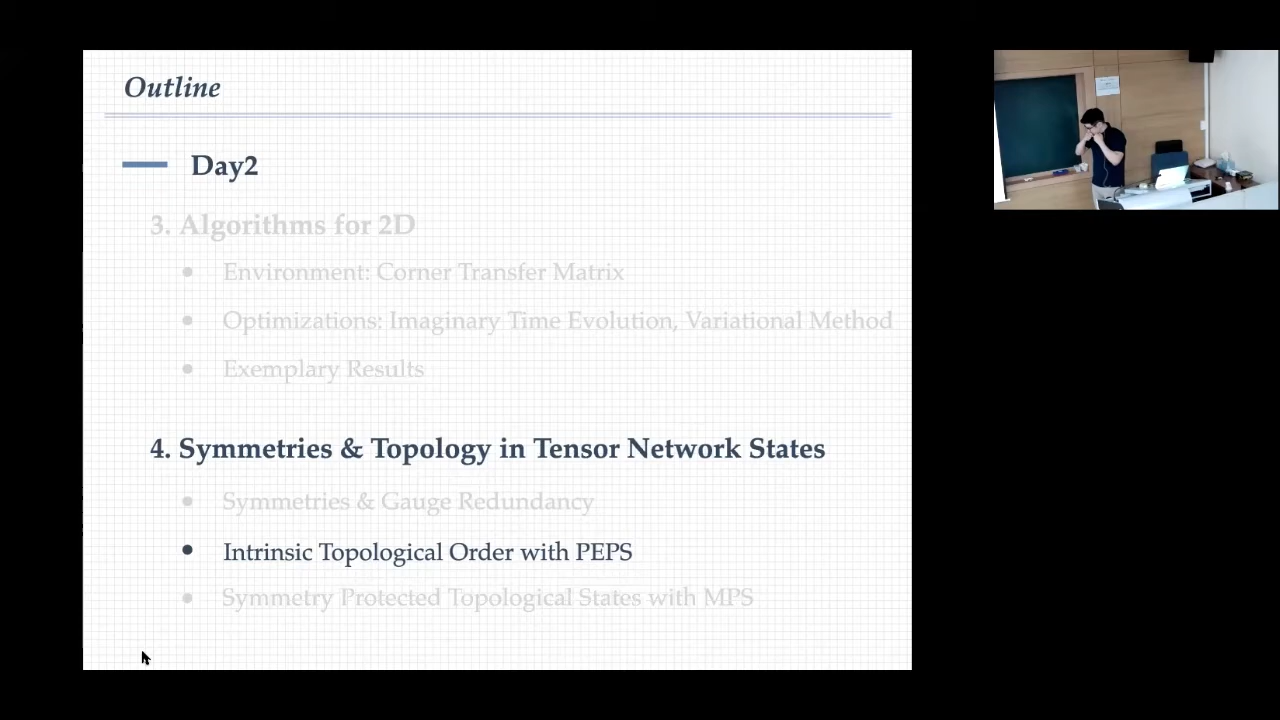 Outline
Day2
3. Algorithms for 2D
Environment: Corner Transfer Matrix
Optimizations: Imaginary Time Evolution, Variational Method
Exemplary Results
4. Symmetries & Topology in Tensor Network States
Symmetries & Gauge Redundancy
Intrinsic Topological Order with PEPS
Symmetry Protected Topological States with MPS